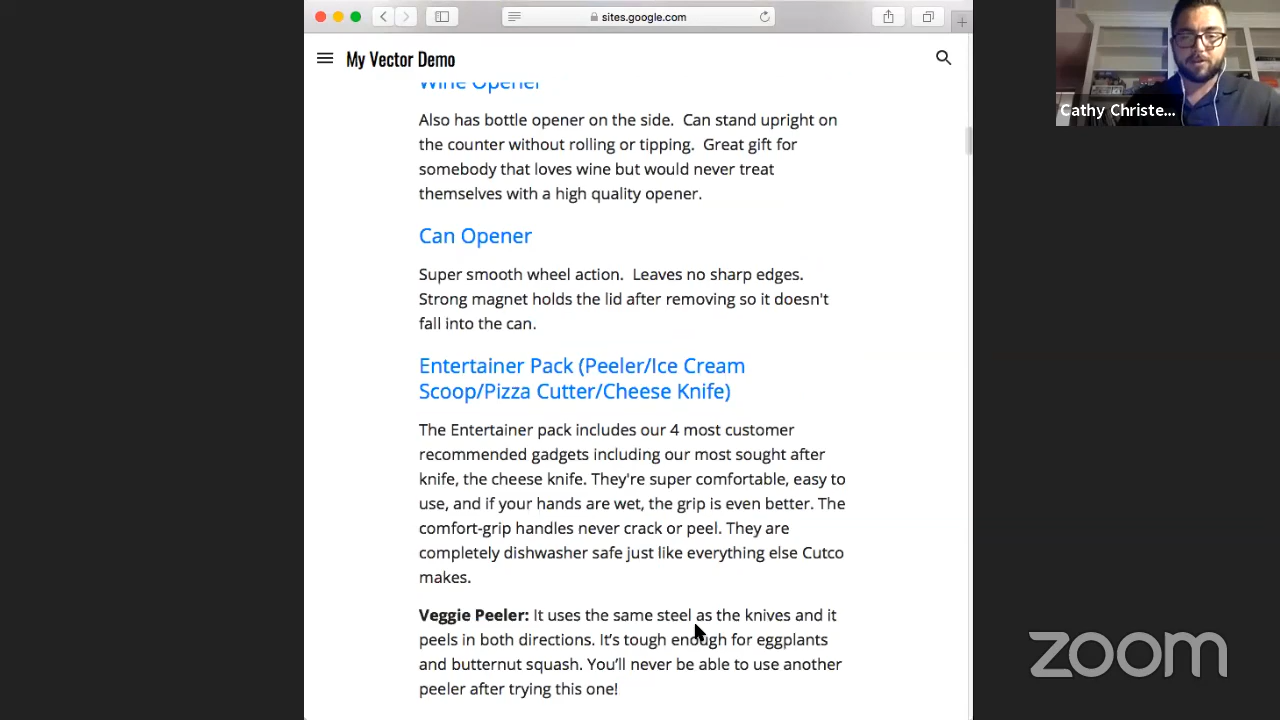 sites.google.com
My Vector Demo
Wine Opener
Also has bottle opener on the side. Can stand upright on
the counter without rolling or tipping. Great gift for
somebody that loves wine but would never treat
themselves with a high quality opener.
Can Opener
Super smooth wheel action. Leaves no sharp edges.
Strong magnet holds the lid after removing so it doesn't
fall into the can.
Entertainer Pack (Peeler/Ice Cream
Scoop/Pizza Cutter/Cheese Knife)
The Entertainer pack includes our 4 most customer
recommended gadgets including our most sought after
knife, the cheese knife. They're super comfortable, easy to
use, and if your hands are wet, the grip is even better. The
comfort-grip handles never crack or peel. They are
completely dishwasher safe just like everything else Cutco
makes.
Veggie Peeler: It uses the same steel as the knives and it
peels in both directions. It’s tough enough for eggplants
and butternut squash. You’ll never be able to use another
peeler after trying this one!
Cathy Christe...
zoom